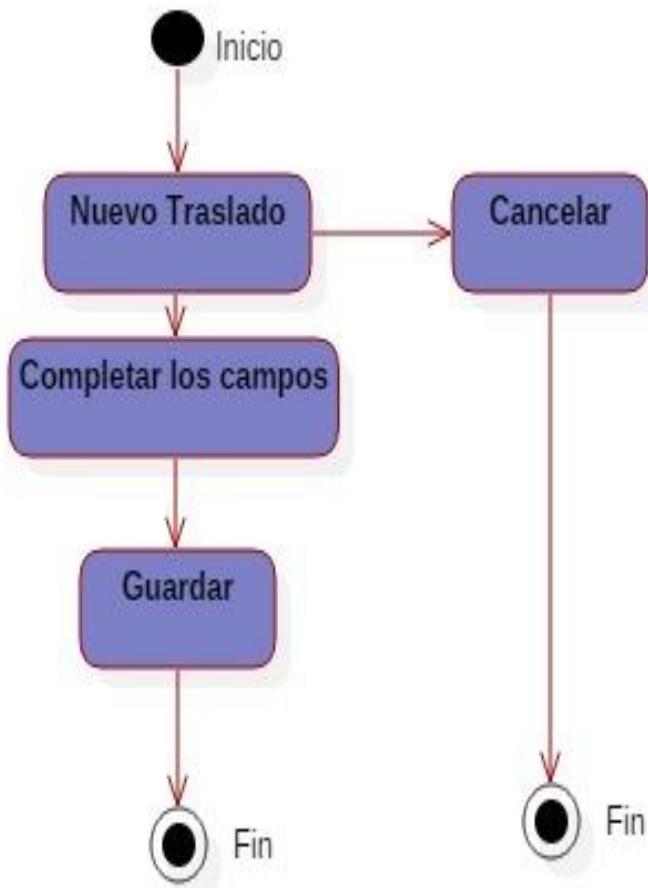 Inicio
Nuevo Traslado
Cancelar
Completar los campos
Guardar
Fin
Fin